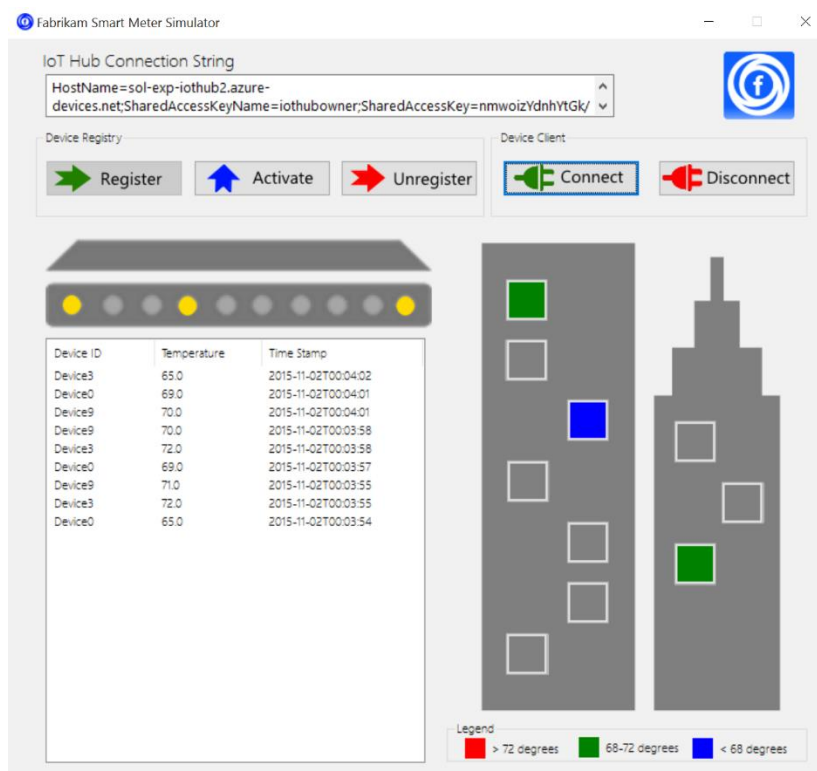 Fabrikam Smart Meter Simulator
IoT Hub Connection String
HostName=sol-exp-iothub2.azure-
devices.net;SharedAccessKeyName=iothubowner;SharedAccessKey=nmwoizYdnhYtGk/
Device Registry
Register
Activate
Unregister
Device Client
Connect
Disconnect
f
Device ID Temperature Time Stamp
Device3 65.0 2015-11-02T00:04:02
Device0 69.0 2015-11-02T00:04:01
Device9 70.0 2015-11-02T00:04:01
Device9 70.0 2015-11-02T00:03:58
Device3 72.0 2015-11-02T00:03:58
Device0 69.0 2015-11-02T00:03:57
Device9 71.0 2015-11-02T00:03:55
Device3 72.0 2015-11-02T00:03:55
Device0 65.0 2015-11-02T00:03:54
Legend
> 72 degrees
68-72 degrees
< 68 degrees